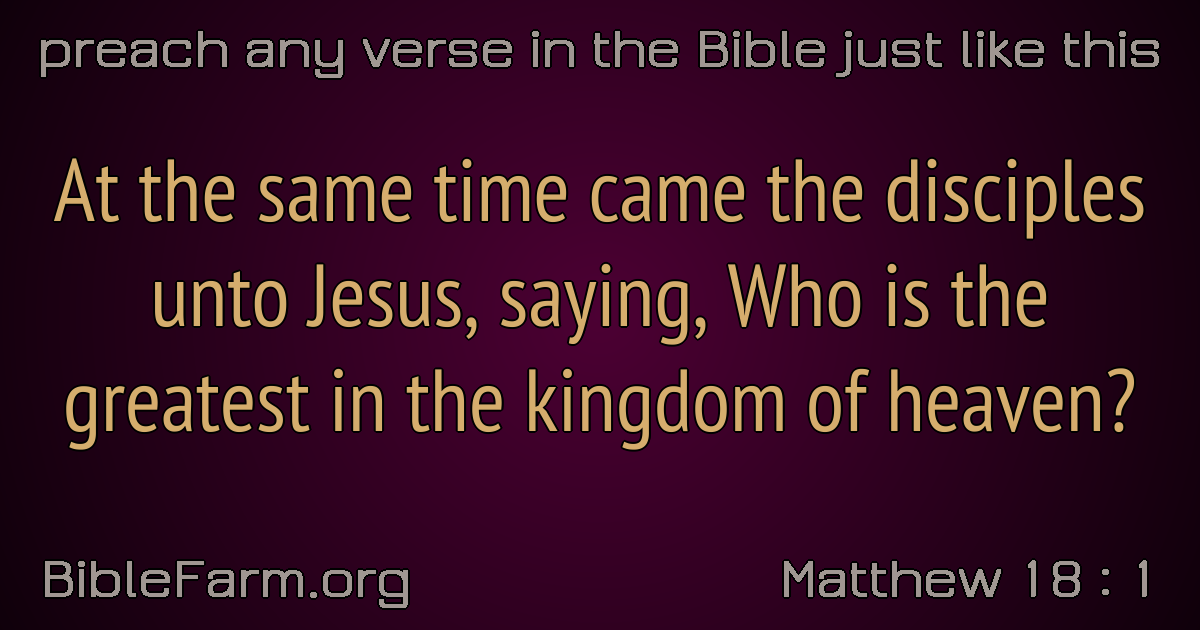 preach any verse in the Bible just like this
At the same time came the disciples
unto Jesus, saying, Who is the
greatest in the kingdom of heaven?
BibleFarm.org
Matthew 18 : 1